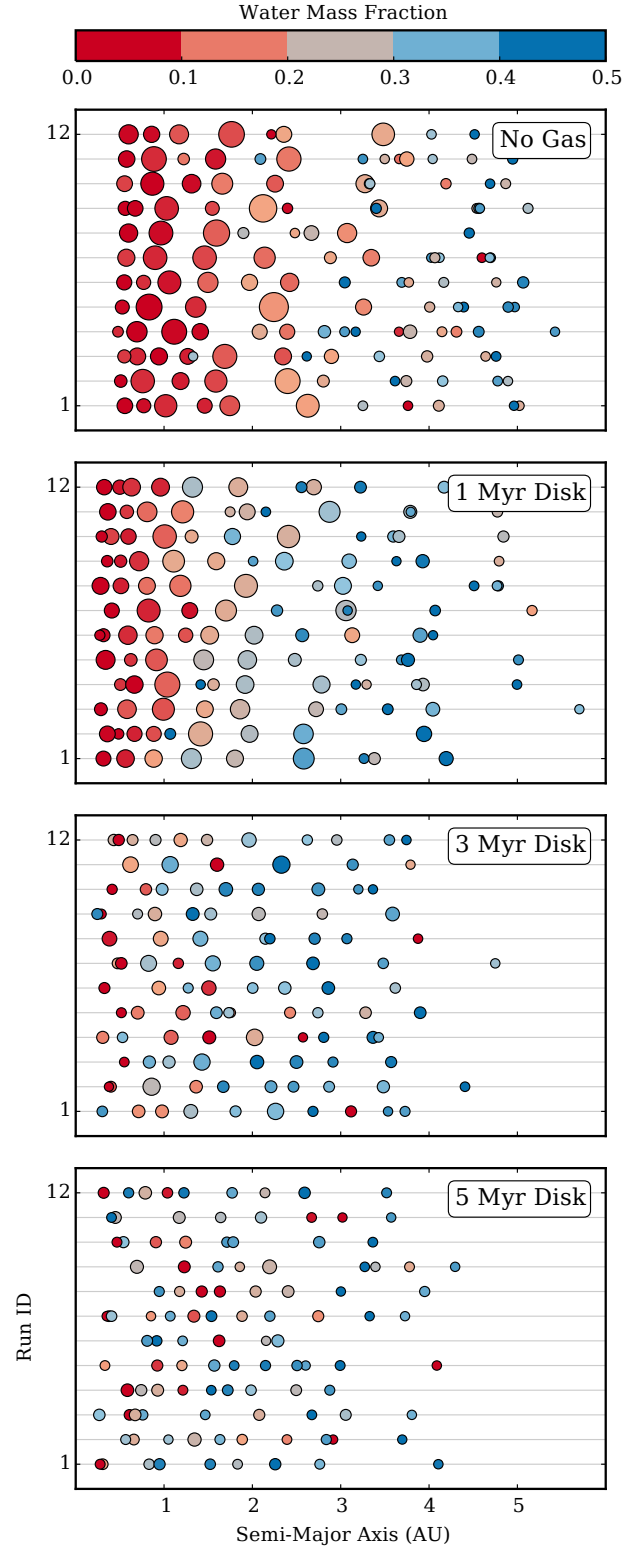 Water Mass Fraction
0.0 0.1 0.2 0.3 0.4 0.5
12
No Gas
1
12
1 Myr Disk
1
12
3 Myr Disk
1
12
5 Myr Disk
Run ID
1
1 2 3 4 5
Semi-Major Axis (AU)